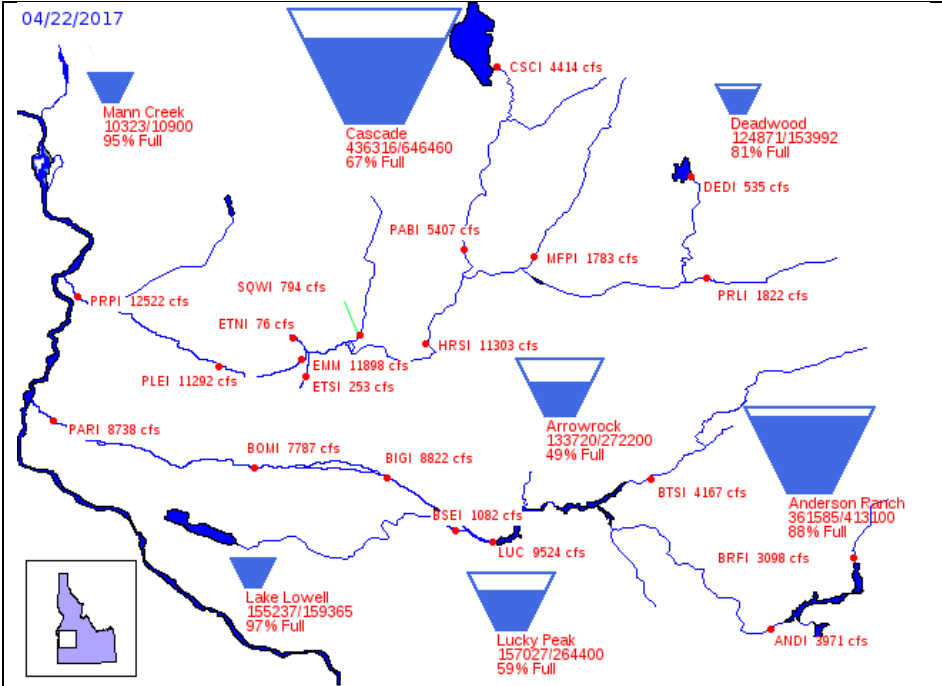 04/22/2017
CSCI 4414 cfs
Mann Creek
10323/10900
95% Full
Cascade
436316/646460
67% Full
Deadwood
124871/153992
81% Full
DEDI 535 cfs
PABI 5407 cfs
MFPI 1783 cfs
SQWI 794 cfs
PRPI 12522 cfs
PRLI 1822 cfs
ETNI 76 cfs
HRSI 11303 cfs
EMM 11898 cfs
PLEI 11292 cfs
ETSI 253 cfs
Arrowrock
133720/272200
49% Full
PARI 8738 cfs
BOMI 7787 cfs
BIGI 8822 cfs
BTSI 4167 cfs
Anderson Ranch
361585/413100
88% Full
BSEI 1082 cfs
LUC 9524 cfs
BRFI 3098 cfs
Lake Lowell
155237/159365
97% Full
Lucky Peak
157027/264400
59% Full
ANDI 3971 cfs